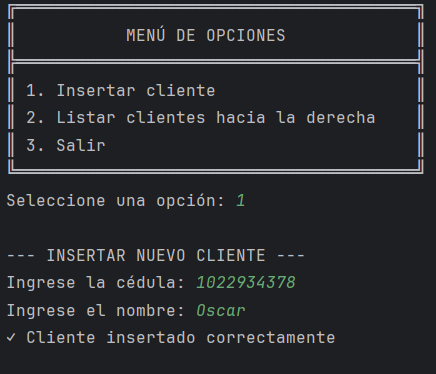 MENÚ DE OPCIONES
1. Insertar cliente
2. Listar clientes hacia la derecha
3. Salir
Seleccione una opción: 1
--- INSERTAR NUEVO CLIENTE ---
Ingrese la cédula: 1022934378
Ingrese el nombre: Oscar
✓ Cliente insertado correctamente